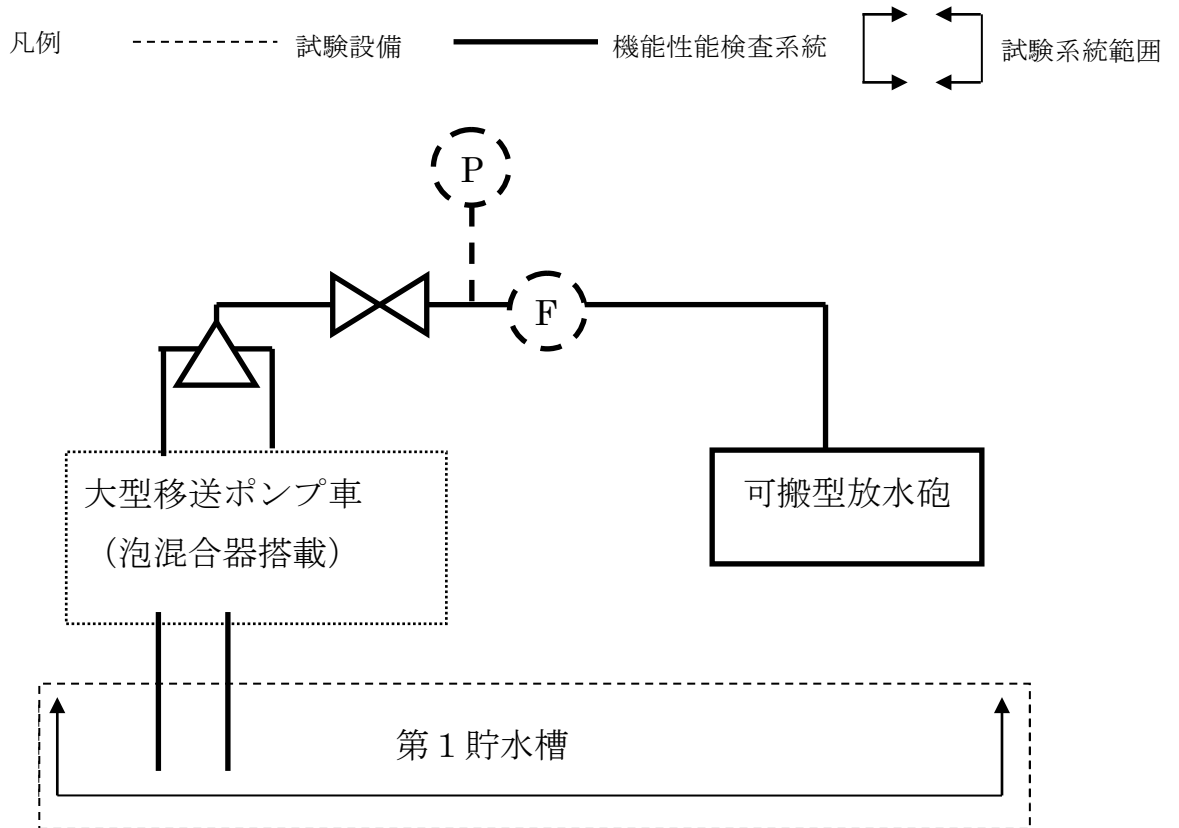 凡例 試験設備 機能性能検査系統 試験系統範囲
P
F
大型移送ポンプ車
（泡混合器搭載）
可搬型放水砲
第１貯水槽